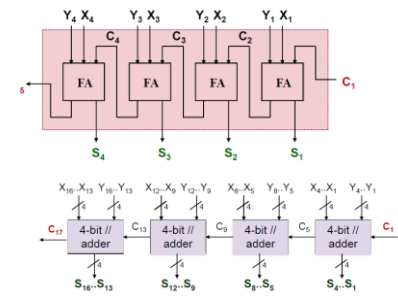 Y4 X4 Y3 X3 Y2 X2 Y1 X1
C4 C3 C2
FA FA FA FA
5 C1
S4 S3 S2 S1
X16..X13 Y16..Y13 X12..X9 Y12..Y9 X8..X5 Y8..Y5 X4..X1 Y4..Y1
4 4 4 4 4 4 4 4
C17 4-bit // C13 4-bit // C9 4-bit // C5 4-bit // C1
adder adder adder adder
4 4 4 4
S16..S13 S12..S9 S8..S5 S4..S1